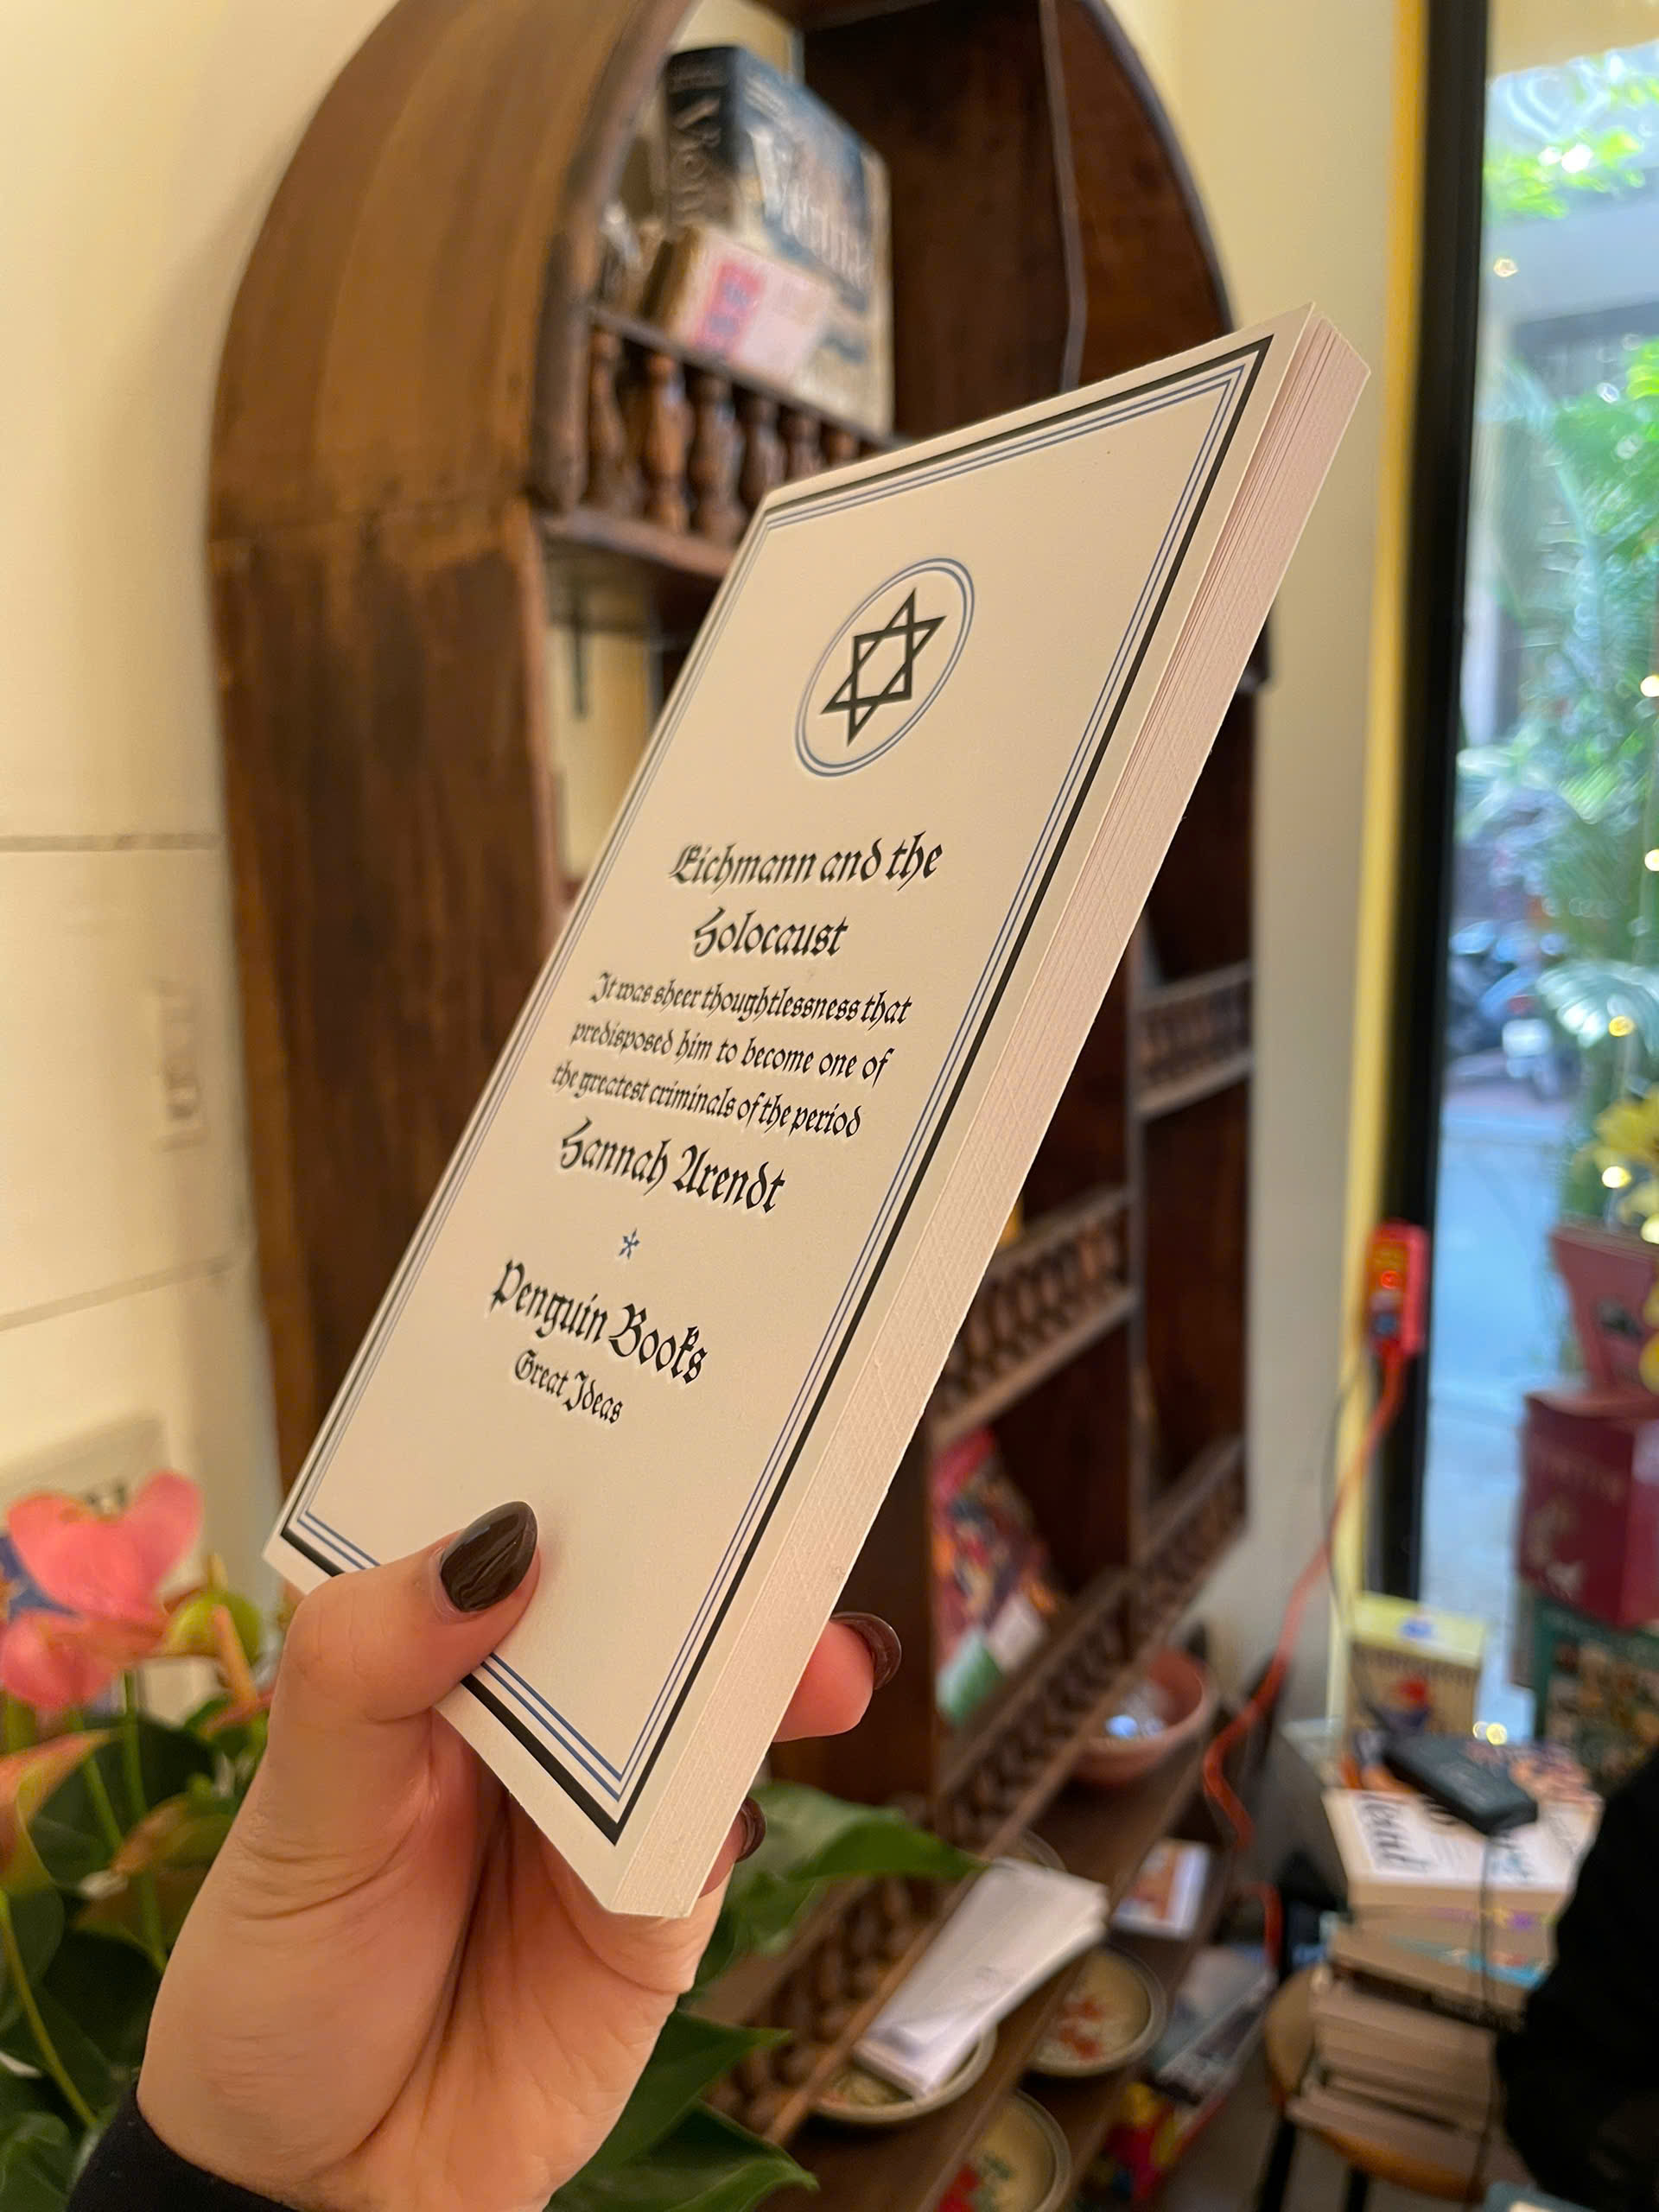 Eichmann and the
Holocaust
It was sheer thoughtlessness that
predisposed him to become one of
the greatest criminals of the period
Hannah Arendt
*
Penguin Books
Great Ideas